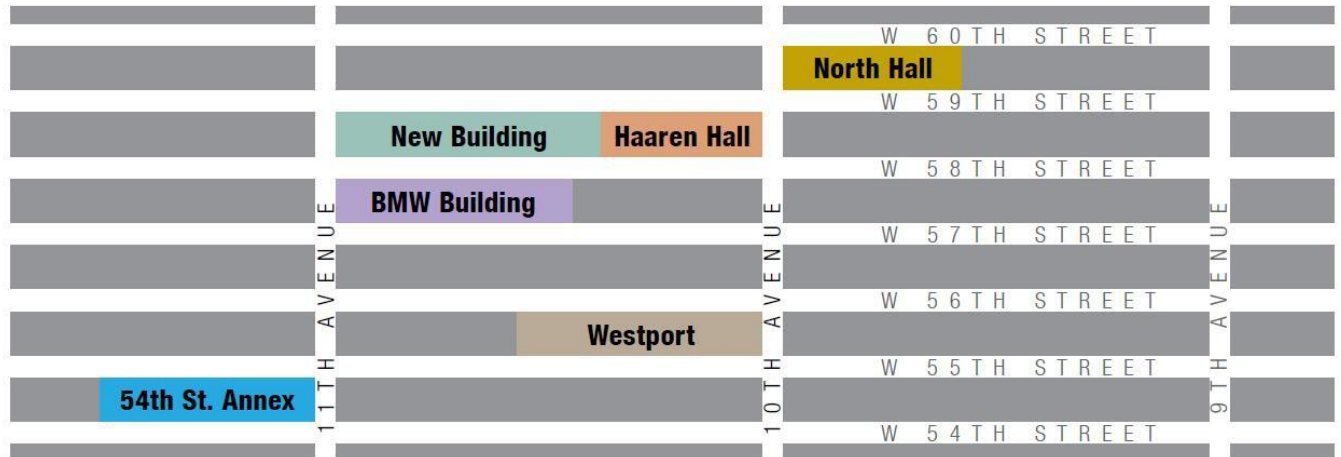 W 60TH STREET
North Hall
W 59TH STREET
New Building
Haaren Hall
W 58TH STREET
BMW Building
W 57TH STREET
W 56TH STREET
Westport
W 55TH STREET
54th St. Annex
W 54TH STREET
11TH AVENUE
10TH AVENUE
9TH AVENUE